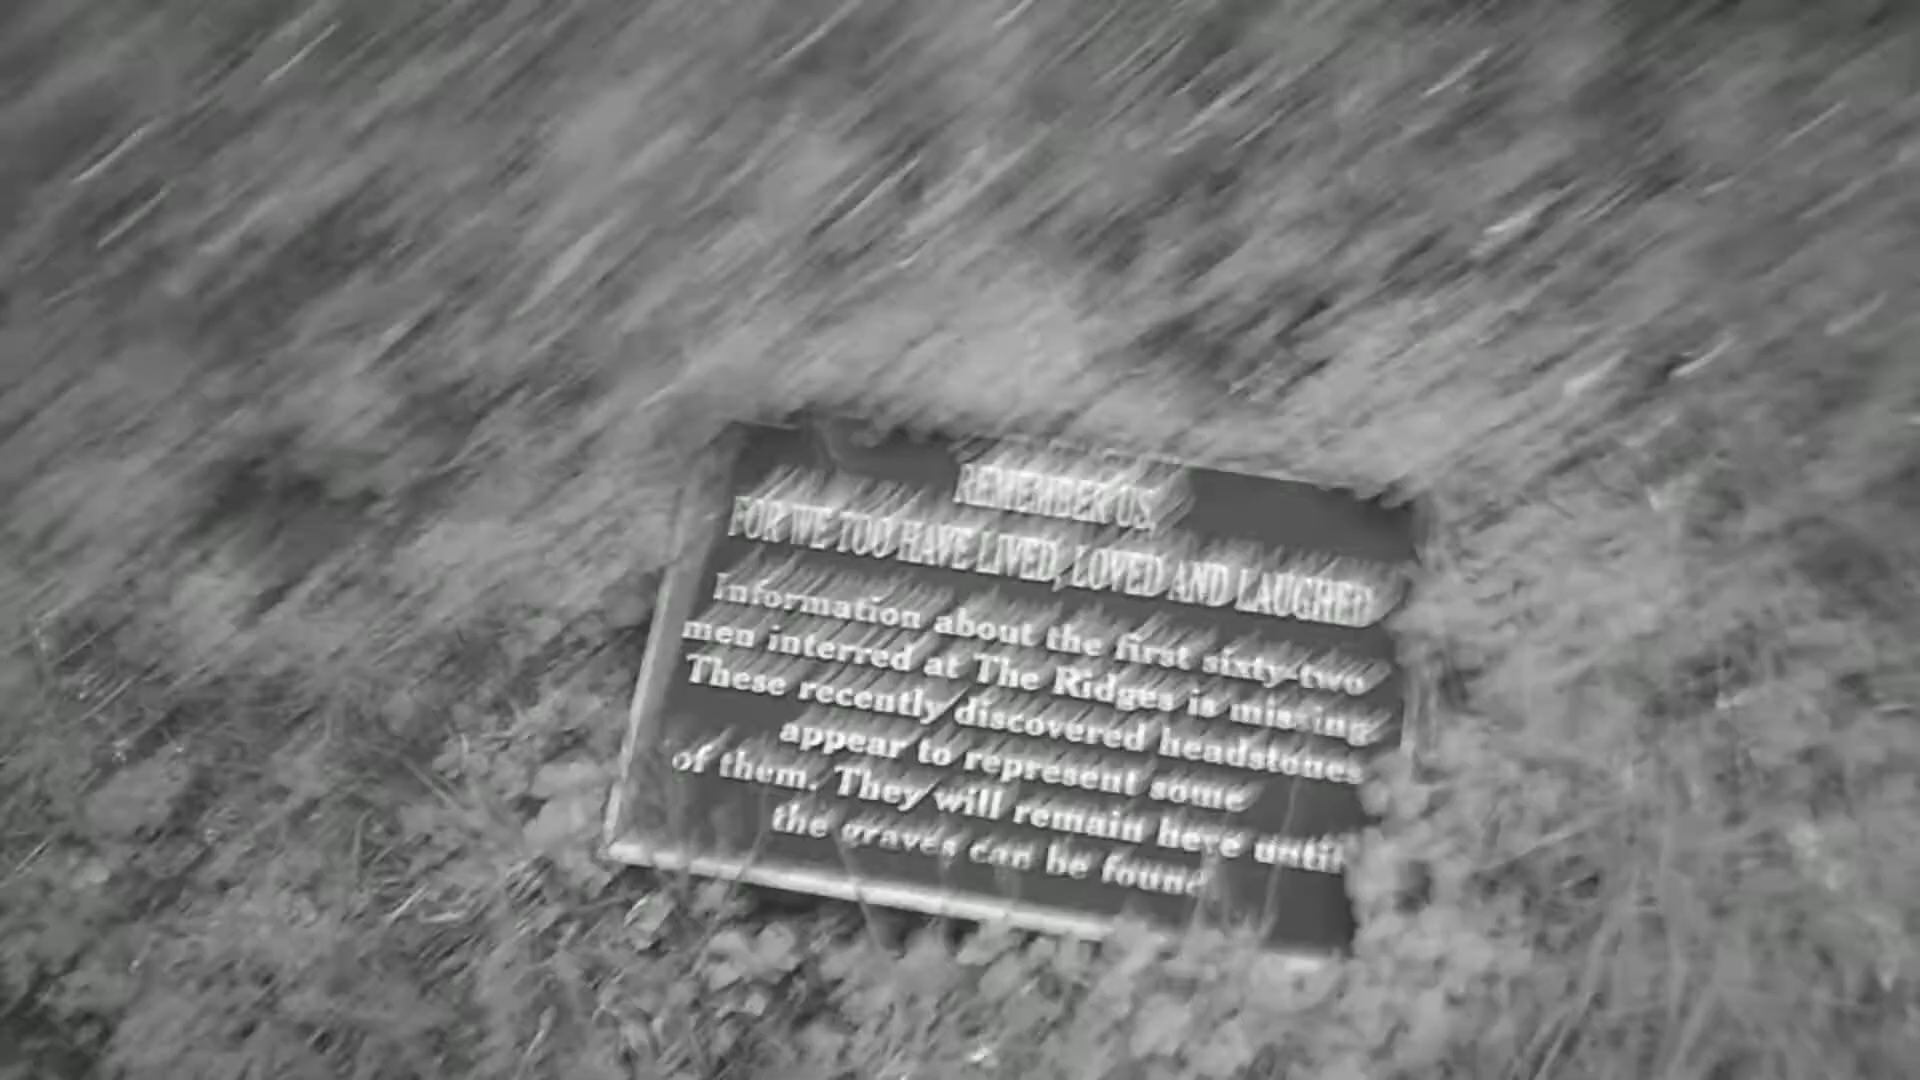 REMEMBER US,
FOR WE TOO HAVE LIVED, LOVED AND LAUGHED
Information about the first sixty-two
men interred at The Ridges is missing
These recently discovered headstones
appear to represent some
of them. They will remain here until
the graves can be found